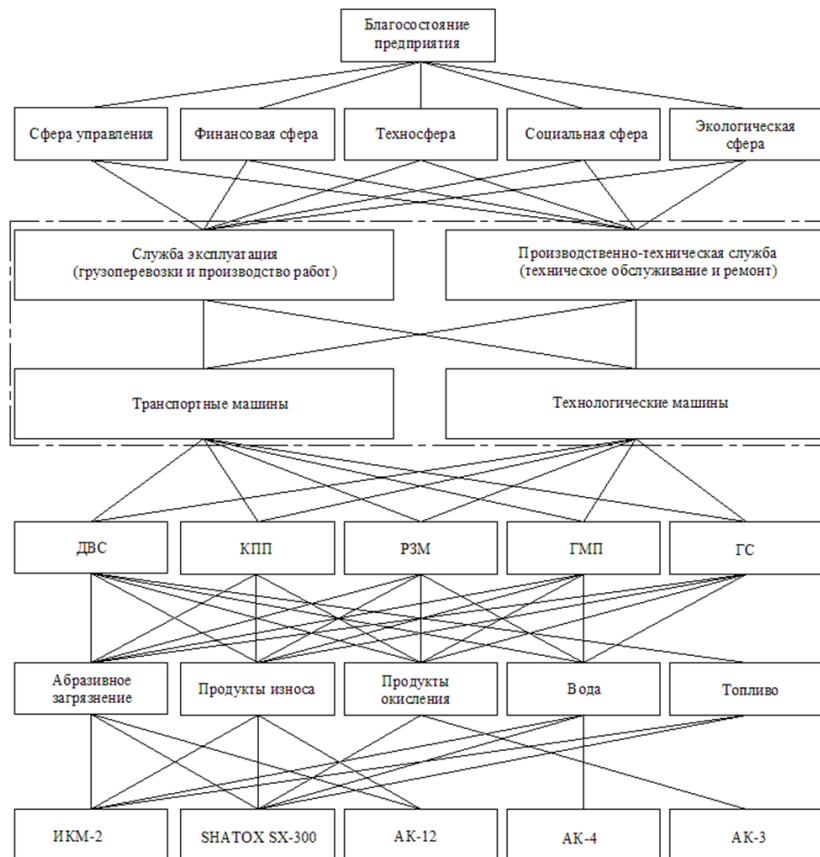 Благосостояние
предприятия
Сфера управления
Финансовая сфера
Техносфера
Социальная сфера
Экологическая
сфера
Служба эксплуатация
(грузоперевозки и производство работ)
Производственно-техническая служба
(техническое обслуживание и ремонт)
Транспортные машины
Технологические машины
ДВС
КПП
РЗМ
ГМП
ГС
Абразивное
загрязнение
Продукты износа
Продукты
окисления
Вода
Топливо
ИКМ-2
SHATOX SX-300
АК-12
АК-4
АК-3